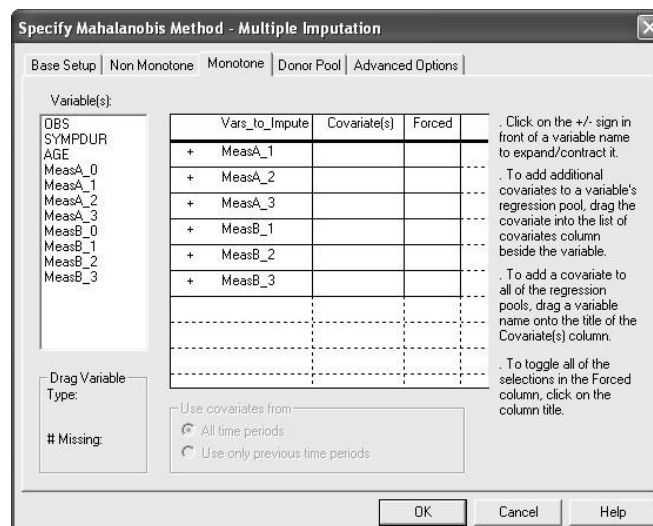 Specify Mahalanobis Method - Multiple Imputation
Base Setup Non Monotone Monotone Donor Pool Advanced Options
Variable(s):
OBS
SYMPDUR
AGE
MeasA_0
MeasA_1
MeasA_2
MeasA_3
MeasB_0
MeasB_1
MeasB_2
MeasB_3
Vars_to_Impute Covariate(s) Forced
+ MeasA_1
+ MeasA_2
+ MeasA_3
+ MeasB_1
+ MeasB_2
+ MeasB_3
. Click on the +/- sign in
front of a variable name
to expand/contract it.
. To add additional
covariates to a variable's
regression pool, drag the
covariate into the list of
covariates column
beside the variable.
. To add a covariate to
all of the regression
pools, drag a variable
name onto the title of the
Covariate(s) column.
. To toggle all of the
selections in the Forced
column, click on the
column title.
Drag Variable
Type:
# Missing:
Use covariates from
All time periods
Use only previous time periods
OK Cancel Help